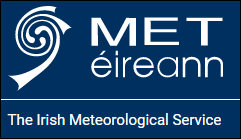 MET
éireann
The Irish Meteorological Service